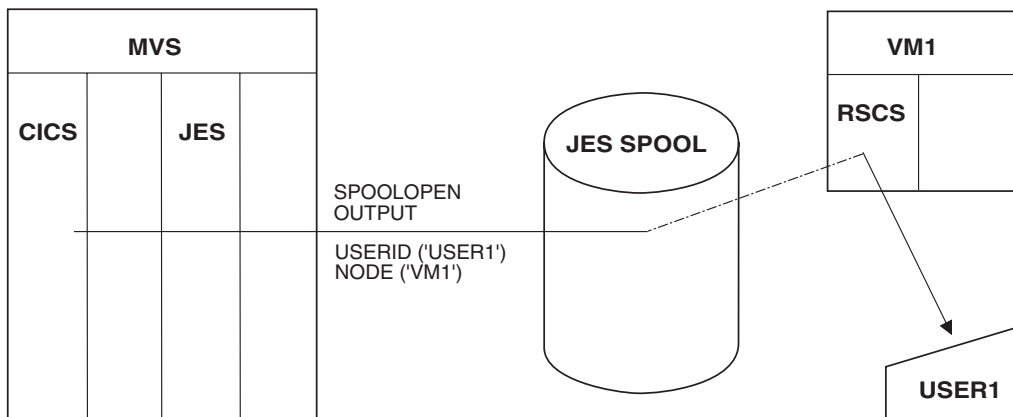 MVS
VM1
CICS
JES
JES SPOOL
RSCS
SPOOLOPEN
OUTPUT
USERID ('USER1')
NODE ('VM1')
USER1